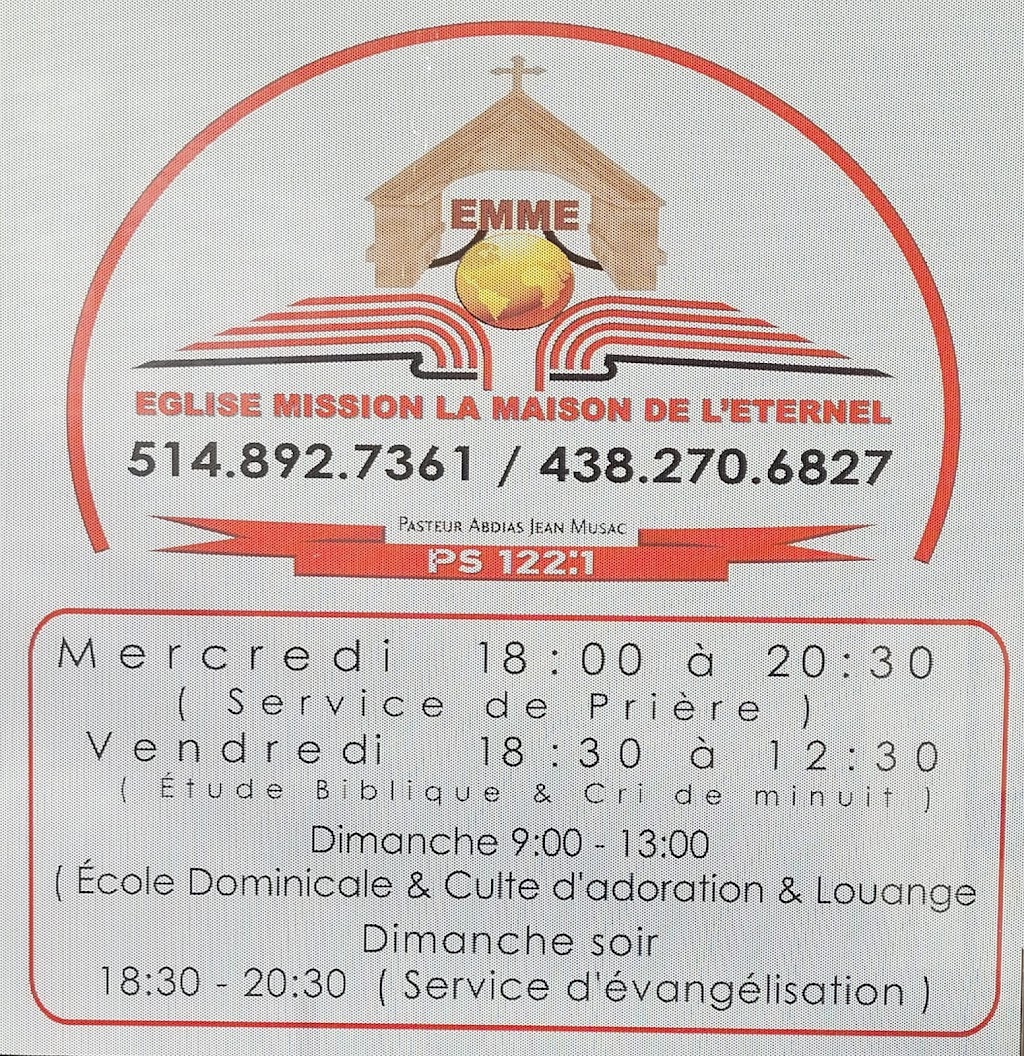 EMME
EGLISE MISSION LA MAISON DE L'ETERNEL
514.892.7361 / 438.270.6827
PASTEUR ABDIAS JEAN MUSAC
PS 122:1
Mercredi 18:00 à 20:30
( Service de Prière )
Vendredi 18:30 à 12:30
( Étude Biblique & Cri de minuit )
Dimanche 9:00 - 13:00
( École Dominicale & Culte d'adoration & Louange
Dimanche soir
18:30 - 20:30 ( Service d'évangélisation )